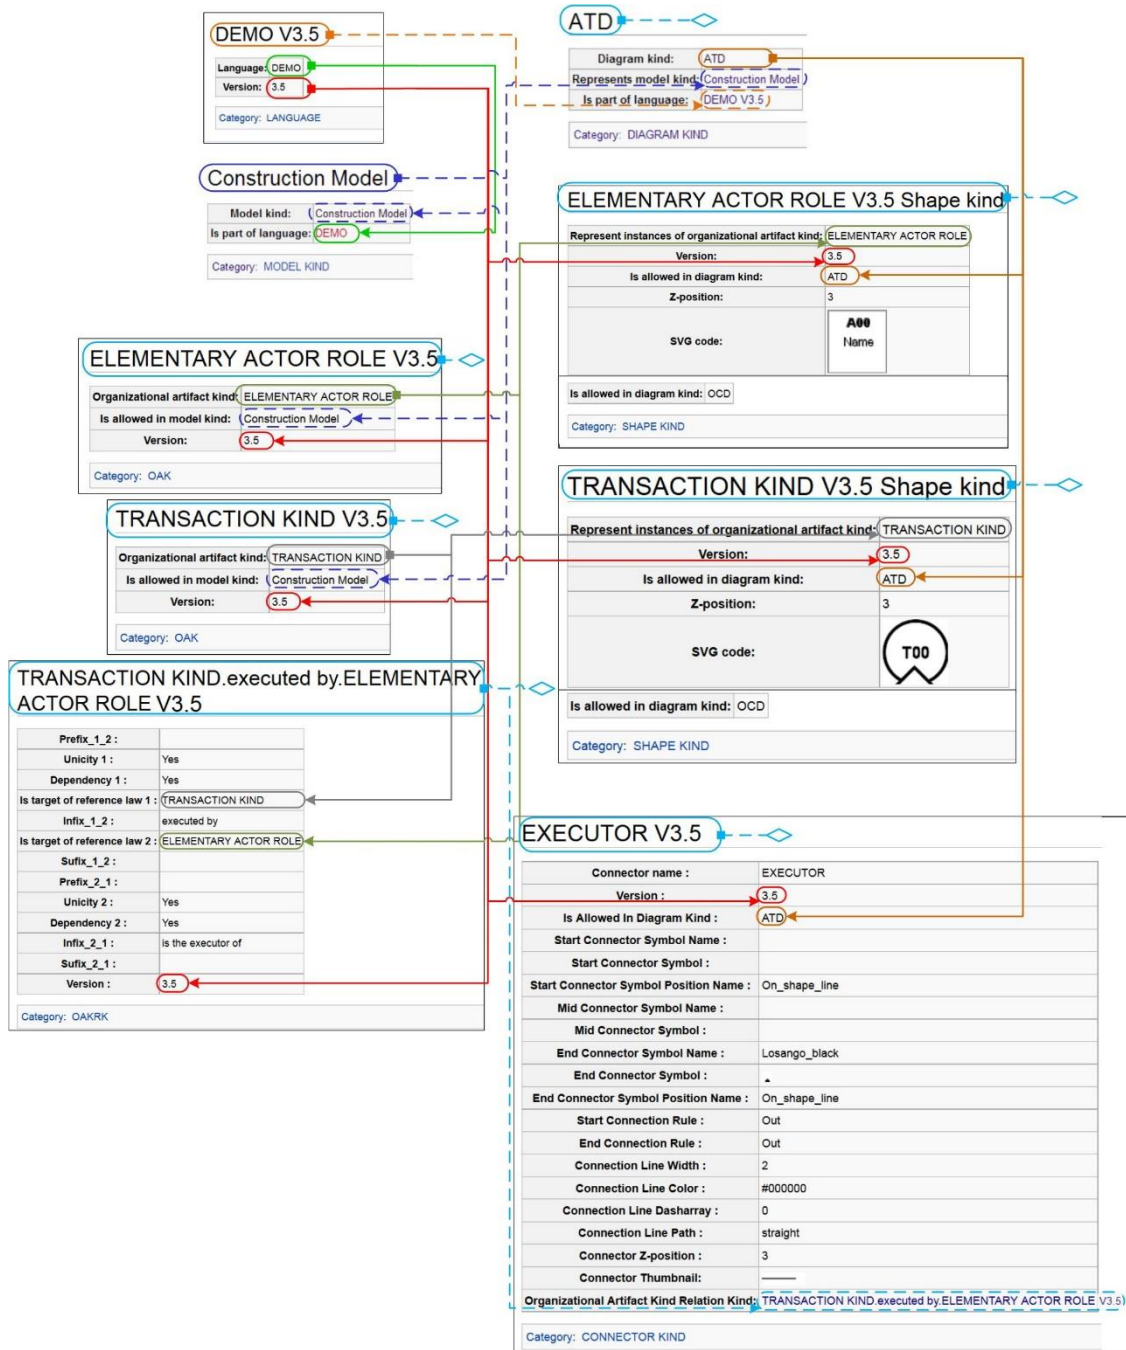 DEMO V3.5
Language: DEMO
Version: 3.5
Category: LANGUAGE
ATD
Diagram kind: ATD
Represents model kind: Construction Model
Is part of language: DEMO V3.5
Category: DIAGRAM KIND
Construction Model
Model kind: Construction Model
Is part of language: DEMO
Category: MODEL KIND
ELEMENTARY ACTOR ROLE V3.5 Shape kind
Represent instances of organizational artifact kind: ELEMENTARY ACTOR ROLE
Version: 3.5
Is allowed in diagram kind: ATD
Z-position: 3
SVG code:
A00
Name
Is allowed in diagram kind: OCD
Category: SHAPE KIND
ELEMENTARY ACTOR ROLE V3.5
Organizational artifact kind: ELEMENTARY ACTOR ROLE
Is allowed in model kind: Construction Model
Version: 3.5
Category: OAK
TRANSACTION KIND V3.5 Shape kind
Represent instances of organizational artifact kind: TRANSACTION KIND
Version: 3.5
Is allowed in diagram kind: ATD
Z-position: 3
SVG code:
T00
Is allowed in diagram kind: OCD
Category: SHAPE KIND
TRANSACTION KIND V3.5
Organizational artifact kind: TRANSACTION KIND
Is allowed in model kind: Construction Model
Version: 3.5
Category: OAK
TRANSACTION KIND.executed by.ELEMENTARY
ACTOR ROLE V3.5
Prefix_1_2 :
Unicity 1 : Yes
Dependency 1 : Yes
Is target of reference law 1 : TRANSACTION KIND
Infix_1_2 : executed by
Is target of reference law 2 : ELEMENTARY ACTOR ROLE
Sufix_1_2 :
Prefix_2_1 :
Unicity 2 : Yes
Dependency 2 : Yes
Infix_2_1 : is the executor of
Sufix_2_1 :
Version : 3.5
Category: OAKRK
EXECUTOR V3.5
Connector name : EXECUTOR
Version : 3.5
Is Allowed In Diagram Kind : ATD
Start Connector Symbol Name :
Start Connector Symbol :
Start Connector Symbol Position Name : On_shape_line
Mid Connector Symbol Name :
Mid Connector Symbol :
End Connector Symbol Name : Losango_black
End Connector Symbol :
End Connector Symbol Position Name : On_shape_line
Start Connection Rule : Out
End Connection Rule : Out
Connection Line Width : 2
Connection Line Color : #000000
Connection Line Dasharray : 0
Connection Line Path : straight
Connector Z-position : 3
Connector Thumbnail:
Organizational Artifact Kind Relation Kind: TRANSACTION KIND.executed by.ELEMENTARY ACTOR ROLE V3.5
Category: CONNECTOR KIND